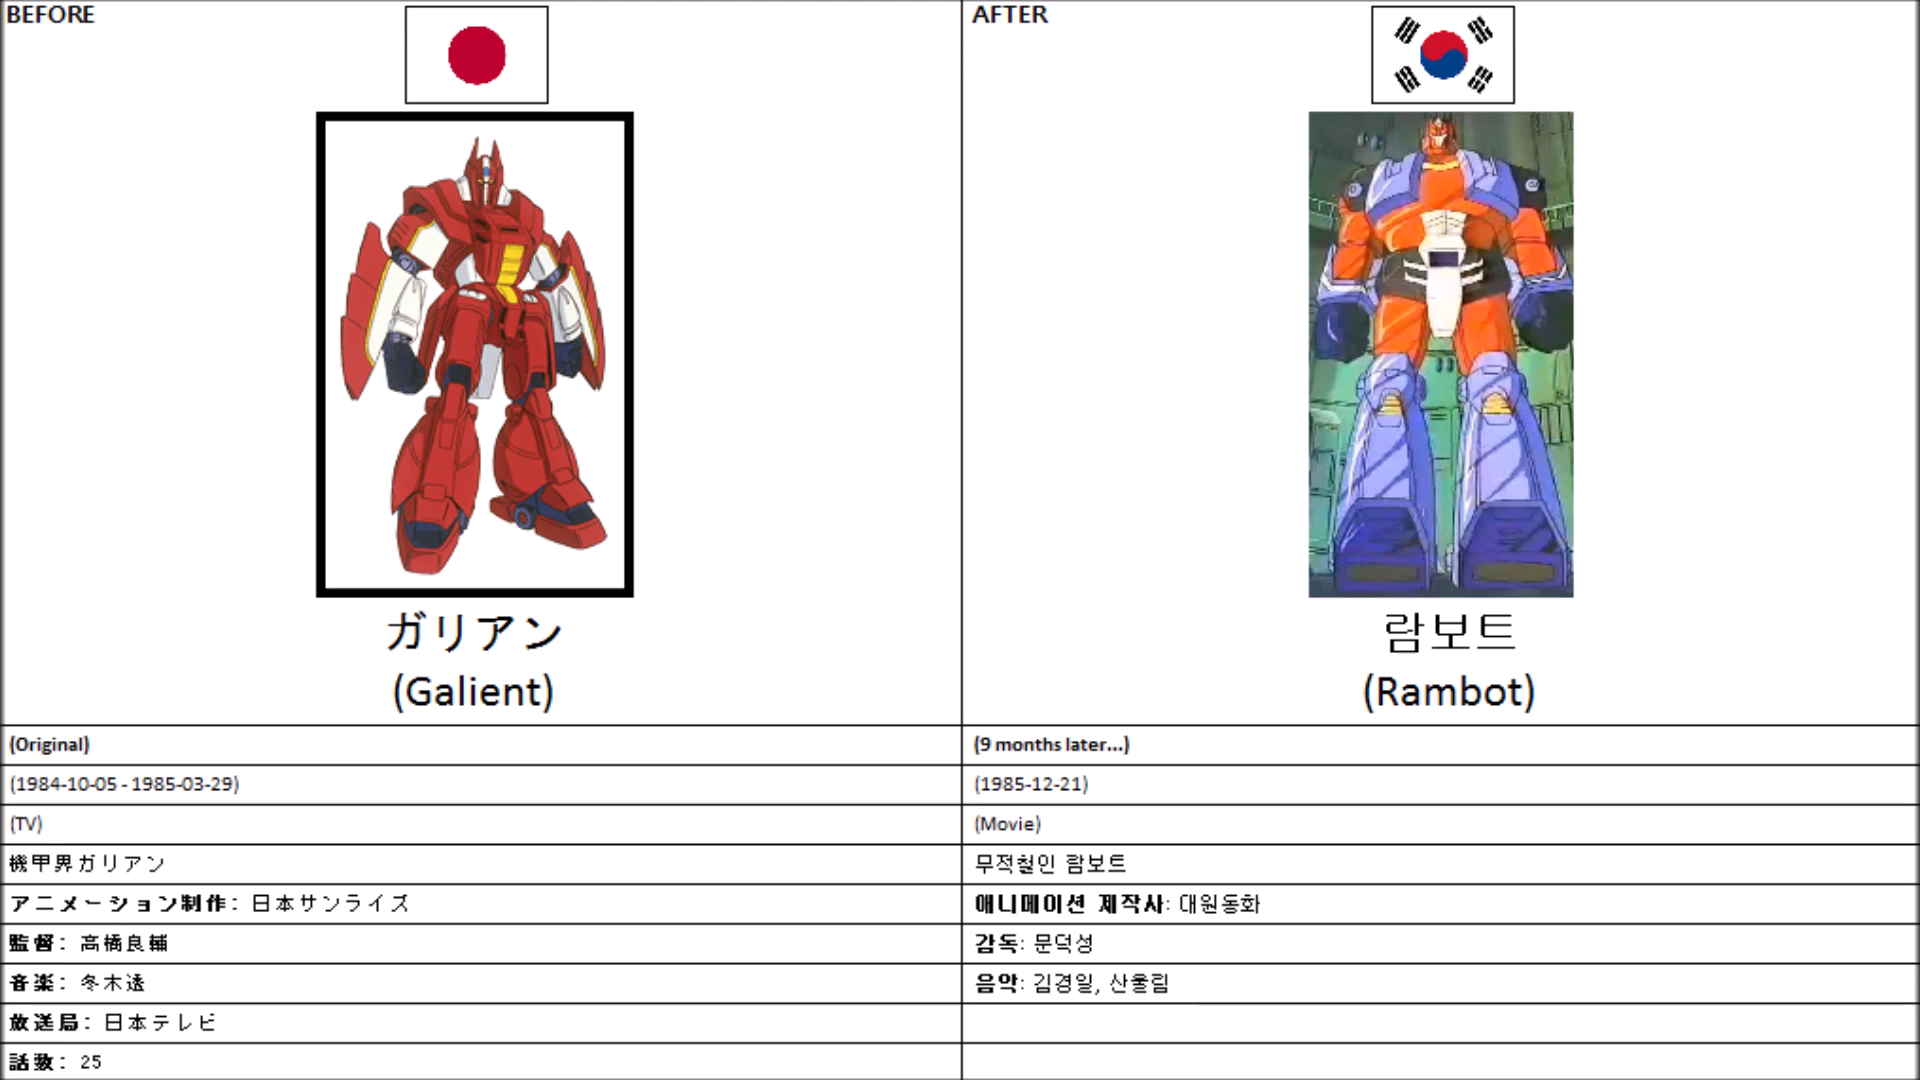 BEFORE
AFTER
ガリアン
(Galient)
람보트
(Rambot)
(Original)
(9 months later...)
(1984-10-05 - 1985-03-29)
(1985-12-21)
(TV)
(Movie)
機甲界ガリアン
무적철인 람보트
アニメーション制作: 日本サンライズ
애니메이션 제작사: 대원동화
監督: 高橋良輔
감독: 문덕성
音楽: 冬木透
음악: 김경일, 산울림
放送局: 日本テレビ
話数: 25